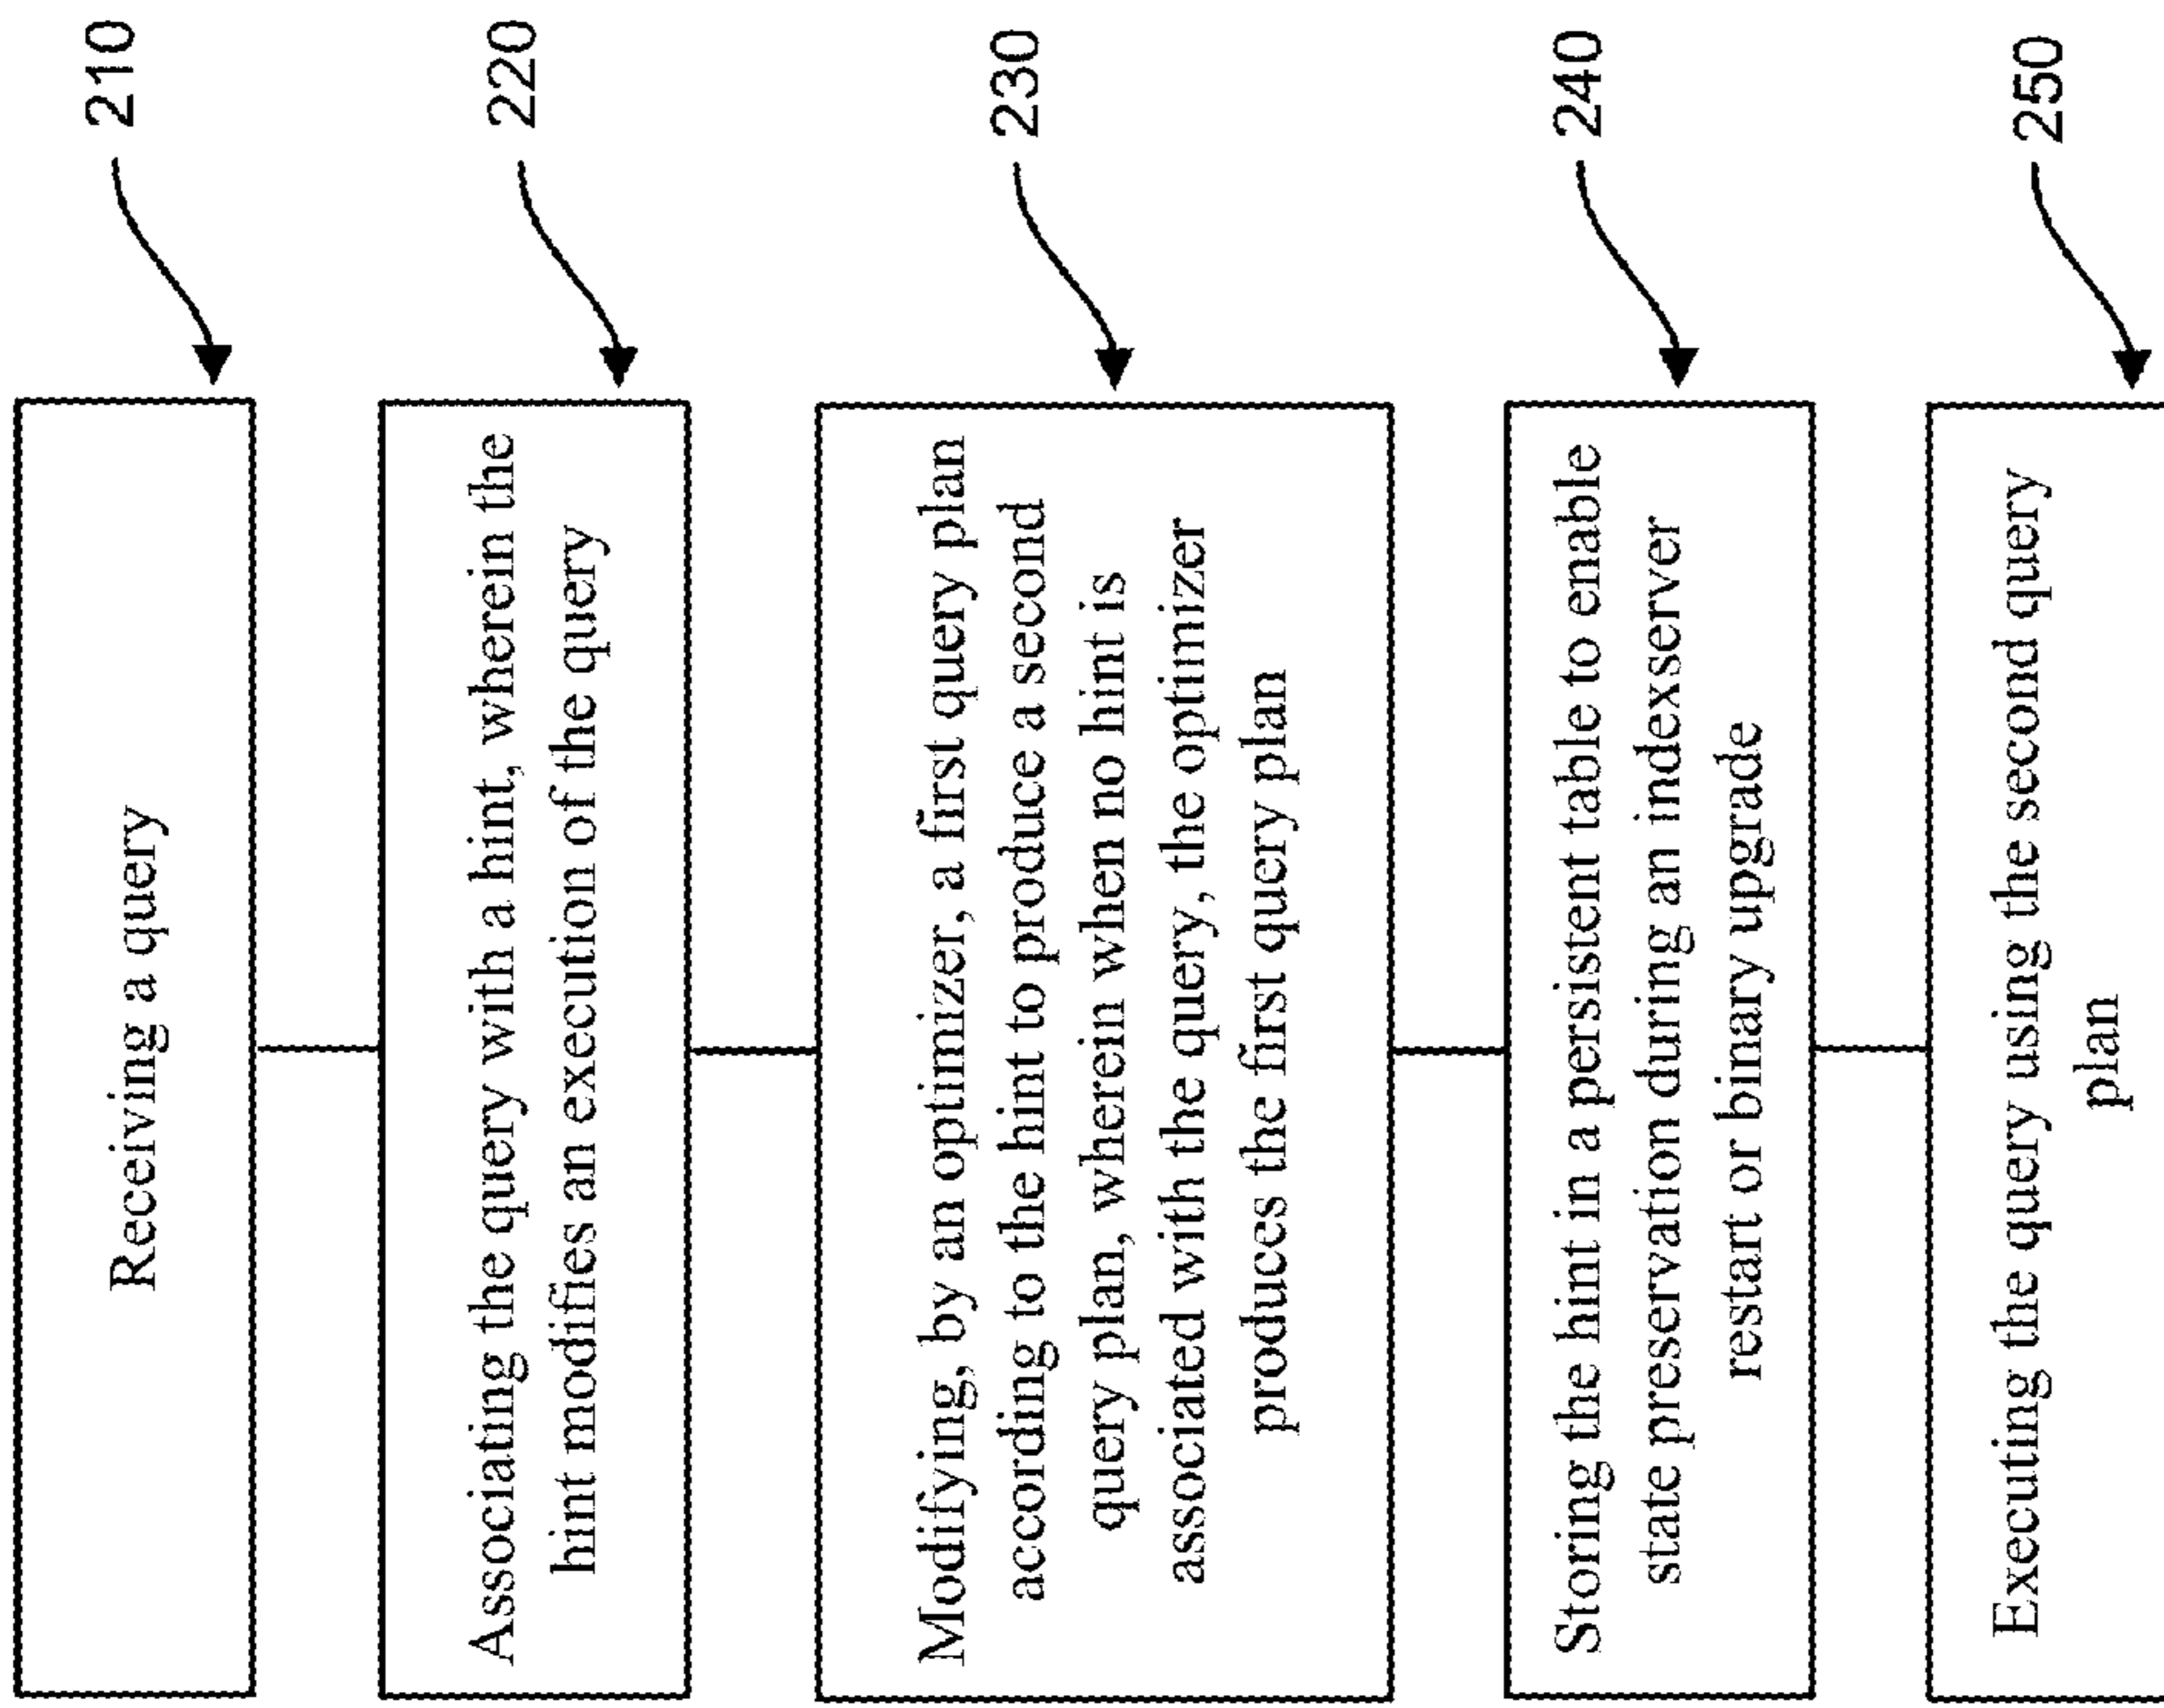 210
Receiving a query
220
Associating the query with a hint, wherein the
hint modifies an execution of the query
230
Modifying, by an optimizer, a first query plan
according to the hint to produce a second
query plan, wherein when no hint is
associated with the query, the optimizer
produces the first query plan
240
Storing the hint in a persistent table to enable
state preservation during an indexserver
restart or binary upgrade
250
Executing the query using the second query
plan